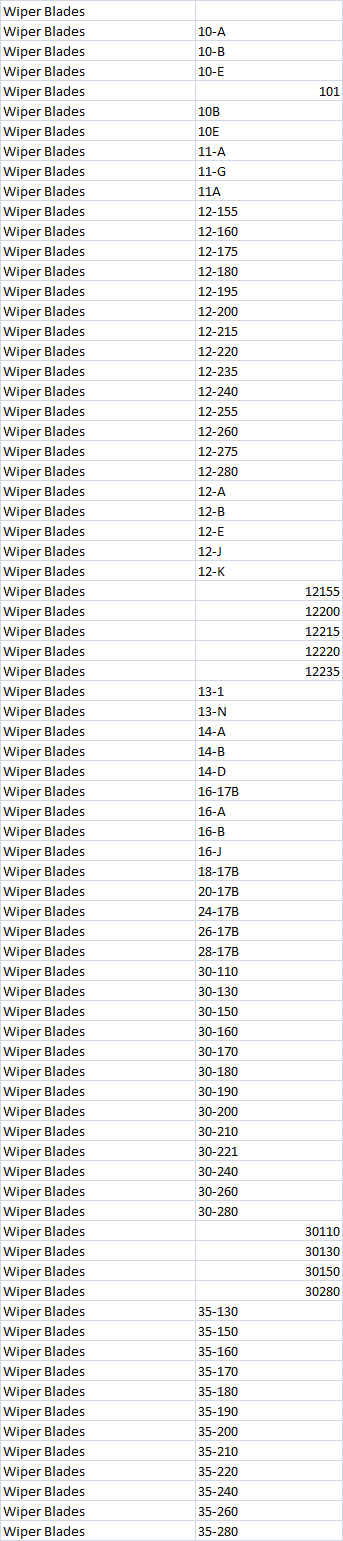 Wiper Blades
Wiper Blades 10-A
Wiper Blades 10-B
Wiper Blades 10-E
Wiper Blades 101
Wiper Blades 10B
Wiper Blades 10E
Wiper Blades 11-A
Wiper Blades 11-G
Wiper Blades 11A
Wiper Blades 12-155
Wiper Blades 12-160
Wiper Blades 12-175
Wiper Blades 12-180
Wiper Blades 12-195
Wiper Blades 12-200
Wiper Blades 12-215
Wiper Blades 12-220
Wiper Blades 12-235
Wiper Blades 12-240
Wiper Blades 12-255
Wiper Blades 12-260
Wiper Blades 12-275
Wiper Blades 12-280
Wiper Blades 12-A
Wiper Blades 12-B
Wiper Blades 12-E
Wiper Blades 12-J
Wiper Blades 12-K
Wiper Blades 12155
Wiper Blades 12200
Wiper Blades 12215
Wiper Blades 12220
Wiper Blades 12235
Wiper Blades 13-1
Wiper Blades 13-N
Wiper Blades 14-A
Wiper Blades 14-B
Wiper Blades 14-D
Wiper Blades 16-17B
Wiper Blades 16-A
Wiper Blades 16-B
Wiper Blades 16-J
Wiper Blades 18-17B
Wiper Blades 20-17B
Wiper Blades 24-17B
Wiper Blades 26-17B
Wiper Blades 28-17B
Wiper Blades 30-110
Wiper Blades 30-130
Wiper Blades 30-150
Wiper Blades 30-160
Wiper Blades 30-170
Wiper Blades 30-180
Wiper Blades 30-190
Wiper Blades 30-200
Wiper Blades 30-210
Wiper Blades 30-221
Wiper Blades 30-240
Wiper Blades 30-260
Wiper Blades 30-280
Wiper Blades 30110
Wiper Blades 30130
Wiper Blades 30150
Wiper Blades 30280
Wiper Blades 35-130
Wiper Blades 35-150
Wiper Blades 35-160
Wiper Blades 35-170
Wiper Blades 35-180
Wiper Blades 35-190
Wiper Blades 35-200
Wiper Blades 35-210
Wiper Blades 35-220
Wiper Blades 35-240
Wiper Blades 35-260
Wiper Blades 35-280